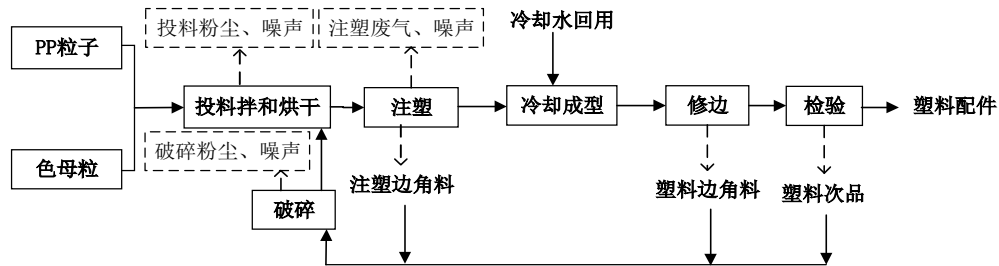 冷却水回用
投料粉尘、噪声
注塑废气、噪声
PP粒子
投料拌和烘干
注塑
冷却成型
修边
检验
塑料配件
破碎粉尘、噪声
色母粒
注塑边角料
塑料边角料
塑料次品
破碎